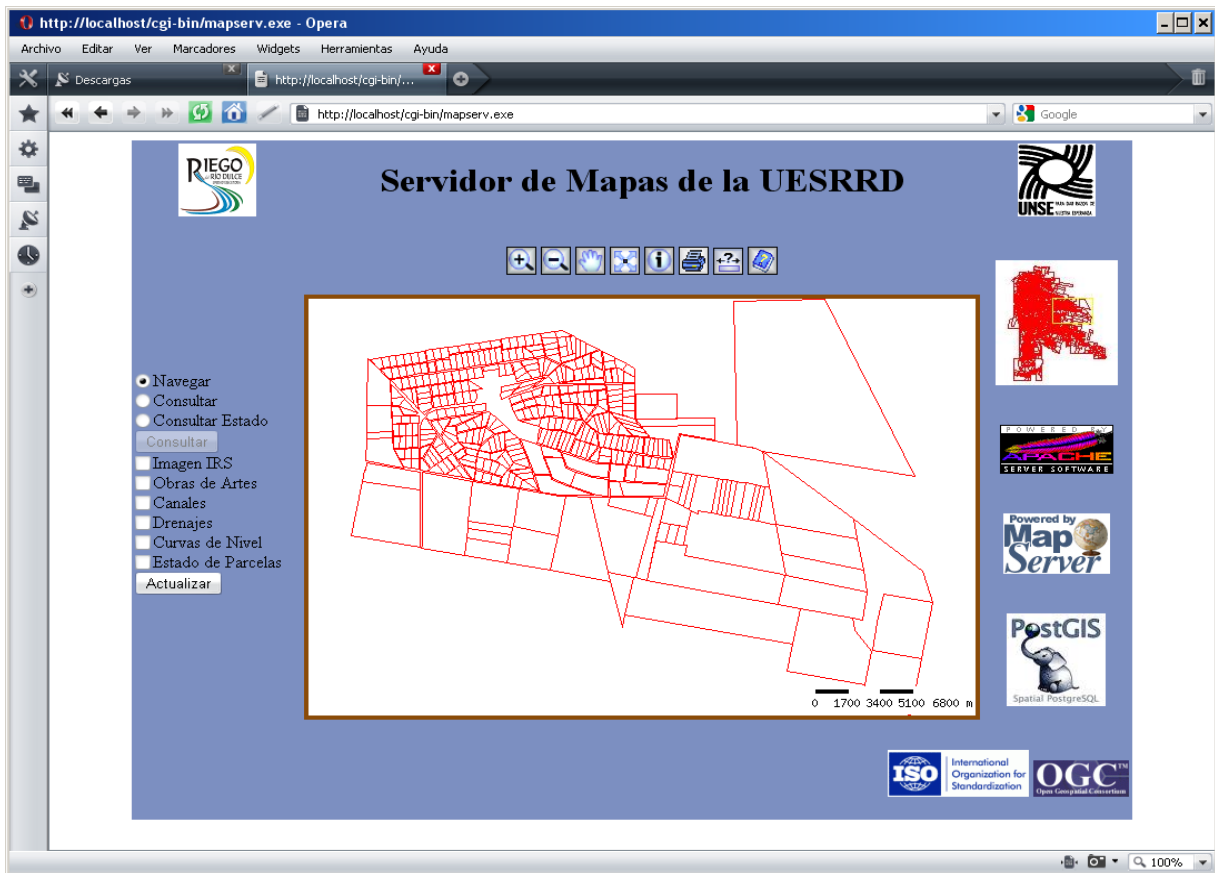 http://localhost/cgi-bin/mapserv.exe - Opera
Archivo Editar Ver Marcadores Widgets Herramientas Ayuda
Descargas
http://localhost/cgi-bin/...
http://localhost/cgi-bin/mapserv.exe
Google
RIEGO
RIO DULCE
Servidor de Mapas de la UESRRD
UNSE
Navegar
Consultar
Consultar Estado
Consultar
Imagen IRS
Obras de Artes
Canales
Drenajes
Curvas de Nivel
Estado de Parcelas
Actualizar
0 1700 3400 5100 6800 m
POWERED BY
APACHE
SERVER SOFTWARE
Powered by
Map
Server
PostGIS
Spatial PostgreSQL
ISO
International
Organization for
Standardization
OGC™
Open Geospatial Consortium
100%